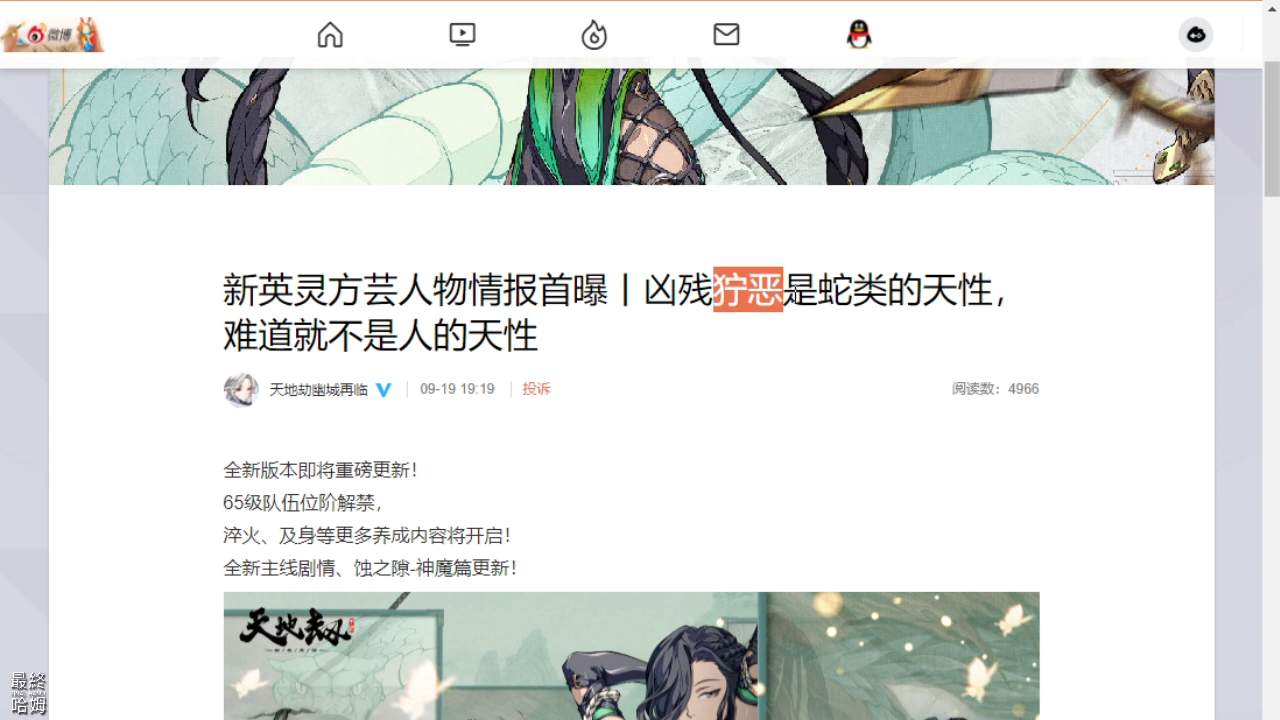 微博
新英灵方芸人物情报首曝丨凶残狞恶是蛇类的天性，
难道就不是人的天性
天地劫幽城再临
09-19 19:19
投诉
阅读数：4966
全新版本即将重磅更新！
65级队伍位阶解禁，
淬火、及身等更多养成内容将开启！
全新主线剧情、蚀之隙-神魔篇更新！
天地劫
最終
哈姆